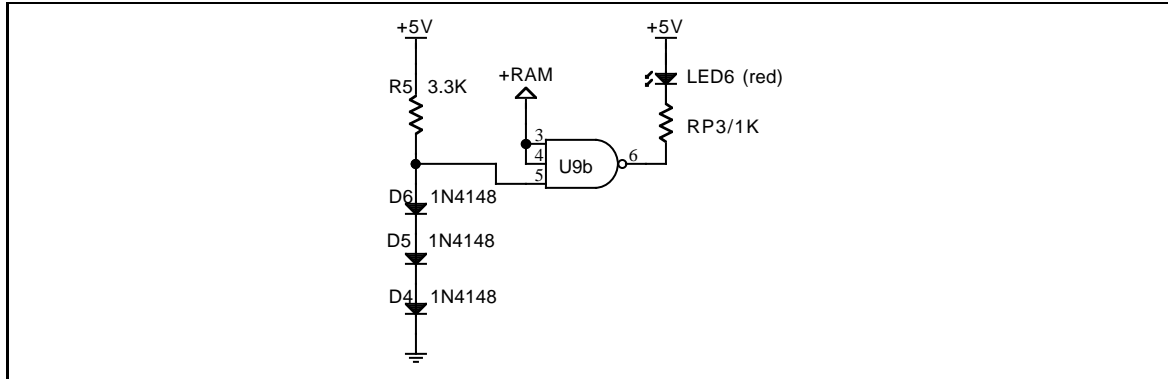 +5V
+5V
+RAM
LED6 (red)
R5 3.3K
RP3/1K
3
4
5
U9b
6
D6 1N4148
D5 1N4148
D4 1N4148